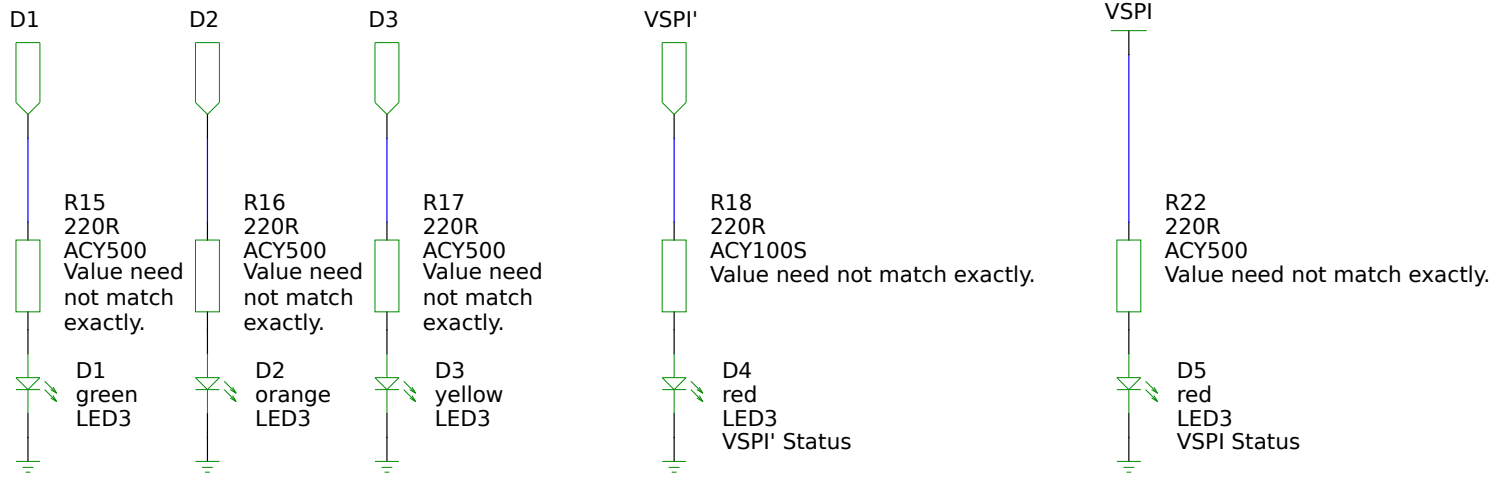 D1
D2
D3
VSPI'
VSPI
R15
220R
ACY500
Value need
not match
exactly.
R16
220R
ACY500
Value need
not match
exactly.
R17
220R
ACY500
Value need
not match
exactly.
R18
220R
ACY100S
Value need not match exactly.
R22
220R
ACY500
Value need not match exactly.
D1
green
LED3
D2
orange
LED3
D3
yellow
LED3
D4
red
LED3
VSPI' Status
D5
red
LED3
VSPI Status